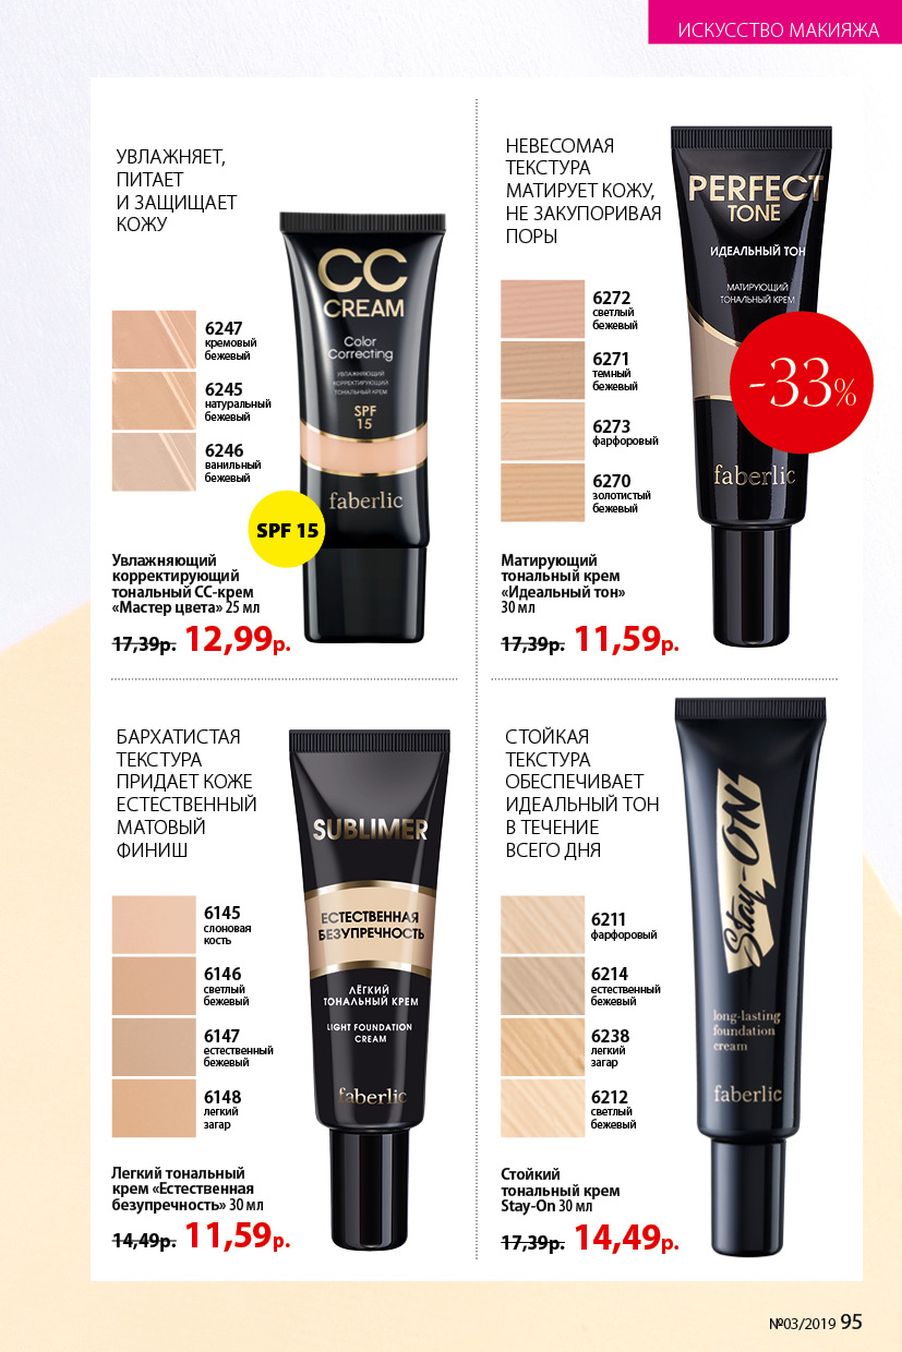 ИСКУССТВО МАКИЯЖА
УВЛАЖНЯЕТ,
ПИТАЕТ
И ЗАЩИЩАЕТ
КОЖУ
6247
кремовый
бежевый
6245
натуральный
бежевый
6246
ванильный
бежевый
CC
CREAM
Color
Correcting
УВЛАЖНЯЮЩИЙ
КОРРЕКТИРУЮЩИЙ
ТОНАЛЬНЫЙ КРЕМ
SPF
15
faberlic
SPF 15
Увлажняющий
корректирующий
тональный СС-крем
«Мастер цвета» 25 мл
17,39р. 12,99р.
НЕВЕСОМАЯ
ТЕКСТУРА
МАТИРУЕТ КОЖУ,
НЕ ЗАКУПОРИВАЯ
ПОРЫ
6272
светлый
бежевый
6271
темный
бежевый
6273
фарфоровый
6270
золотистый
бежевый
PERFECT
TONE
ИДЕАЛЬНЫЙ ТОН
МАТИРУЮЩИЙ
ТОНАЛЬНЫЙ КРЕМ
-33%
faberlic
Матирующий
тональный крем
«Идеальный тон»
30 мл
17,39р. 11,59р.
БАРХАТИСТАЯ
ТЕКСТУРА
ПРИДАЕТ КОЖЕ
ЕСТЕСТВЕННЫЙ
МАТОВЫЙ
ФИНИШ
6145
слоновая
кость
6146
светлый
бежевый
6147
естественный
бежевый
6148
легкий
загар
SUBLIMER
ЕСТЕСТВЕННАЯ
БЕЗУПРЕЧНОСТЬ
ЛЁГКИЙ
ТОНАЛЬНЫЙ КРЕМ
LIGHT FOUNDATION
CREAM
faberlic
Легкий тональный
крем «Естественная
безупречность» 30 мл
14,49р. 11,59р.
СТОЙКАЯ
ТЕКСТУРА
ОБЕСПЕЧИВАЕТ
ИДЕАЛЬНЫЙ ТОН
В ТЕЧЕНИЕ
ВСЕГО ДНЯ
6211
фарфоровый
6214
естественный
бежевый
6238
легкий
загар
6212
светлый
бежевый
Stay-ON
long-lasting
foundation
cream
faberlic
Стойкий
тональный крем
Stay-On 30 мл
17,39р. 14,49р.
№03/2019 95